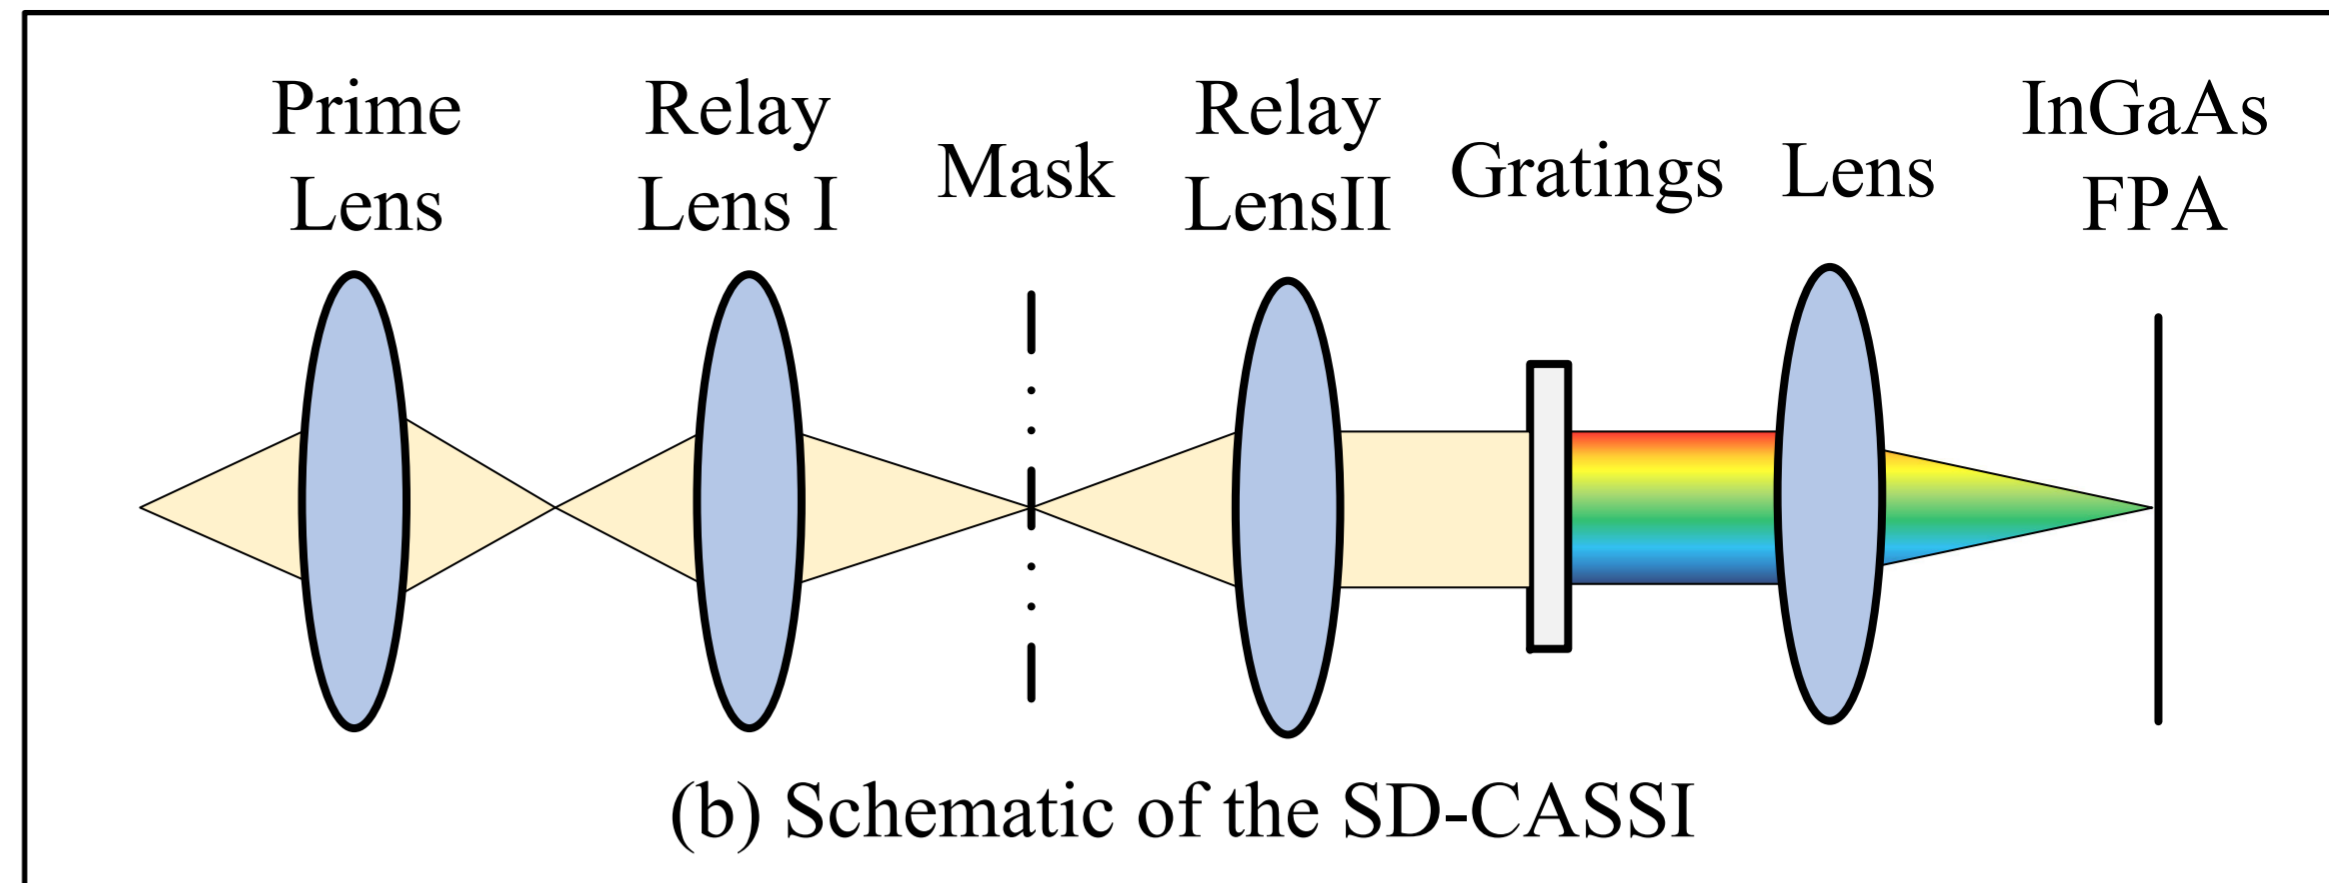 Prime
Lens
Relay
Lens I
Mask
Relay
LensII
Gratings
Lens
InGaAs
FPA
(b) Schematic of the SD-CASSI